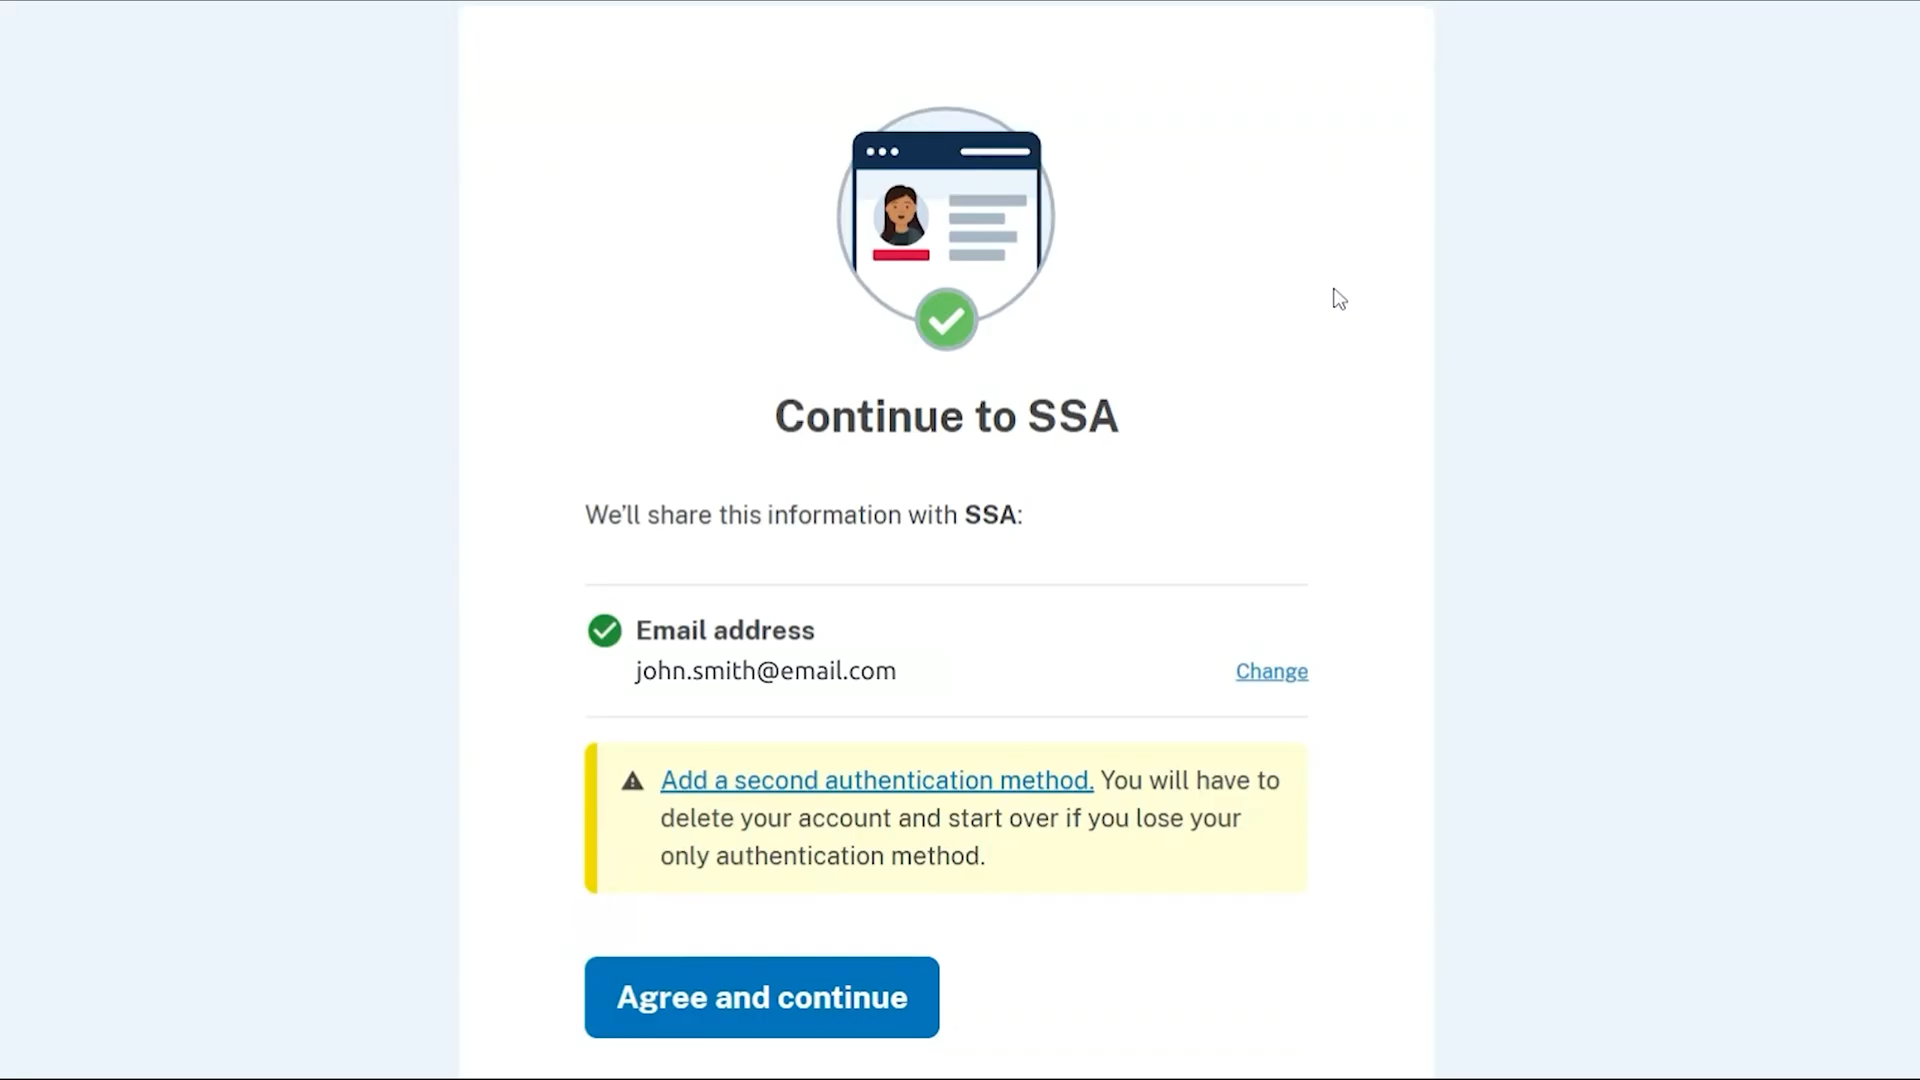 Continue to SSA
We'll share this information with SSA:
Email address
john.smith@email.com
Change
Add a second authentication method. You will have to
delete your account and start over if you lose your
only authentication method.
Agree and continue